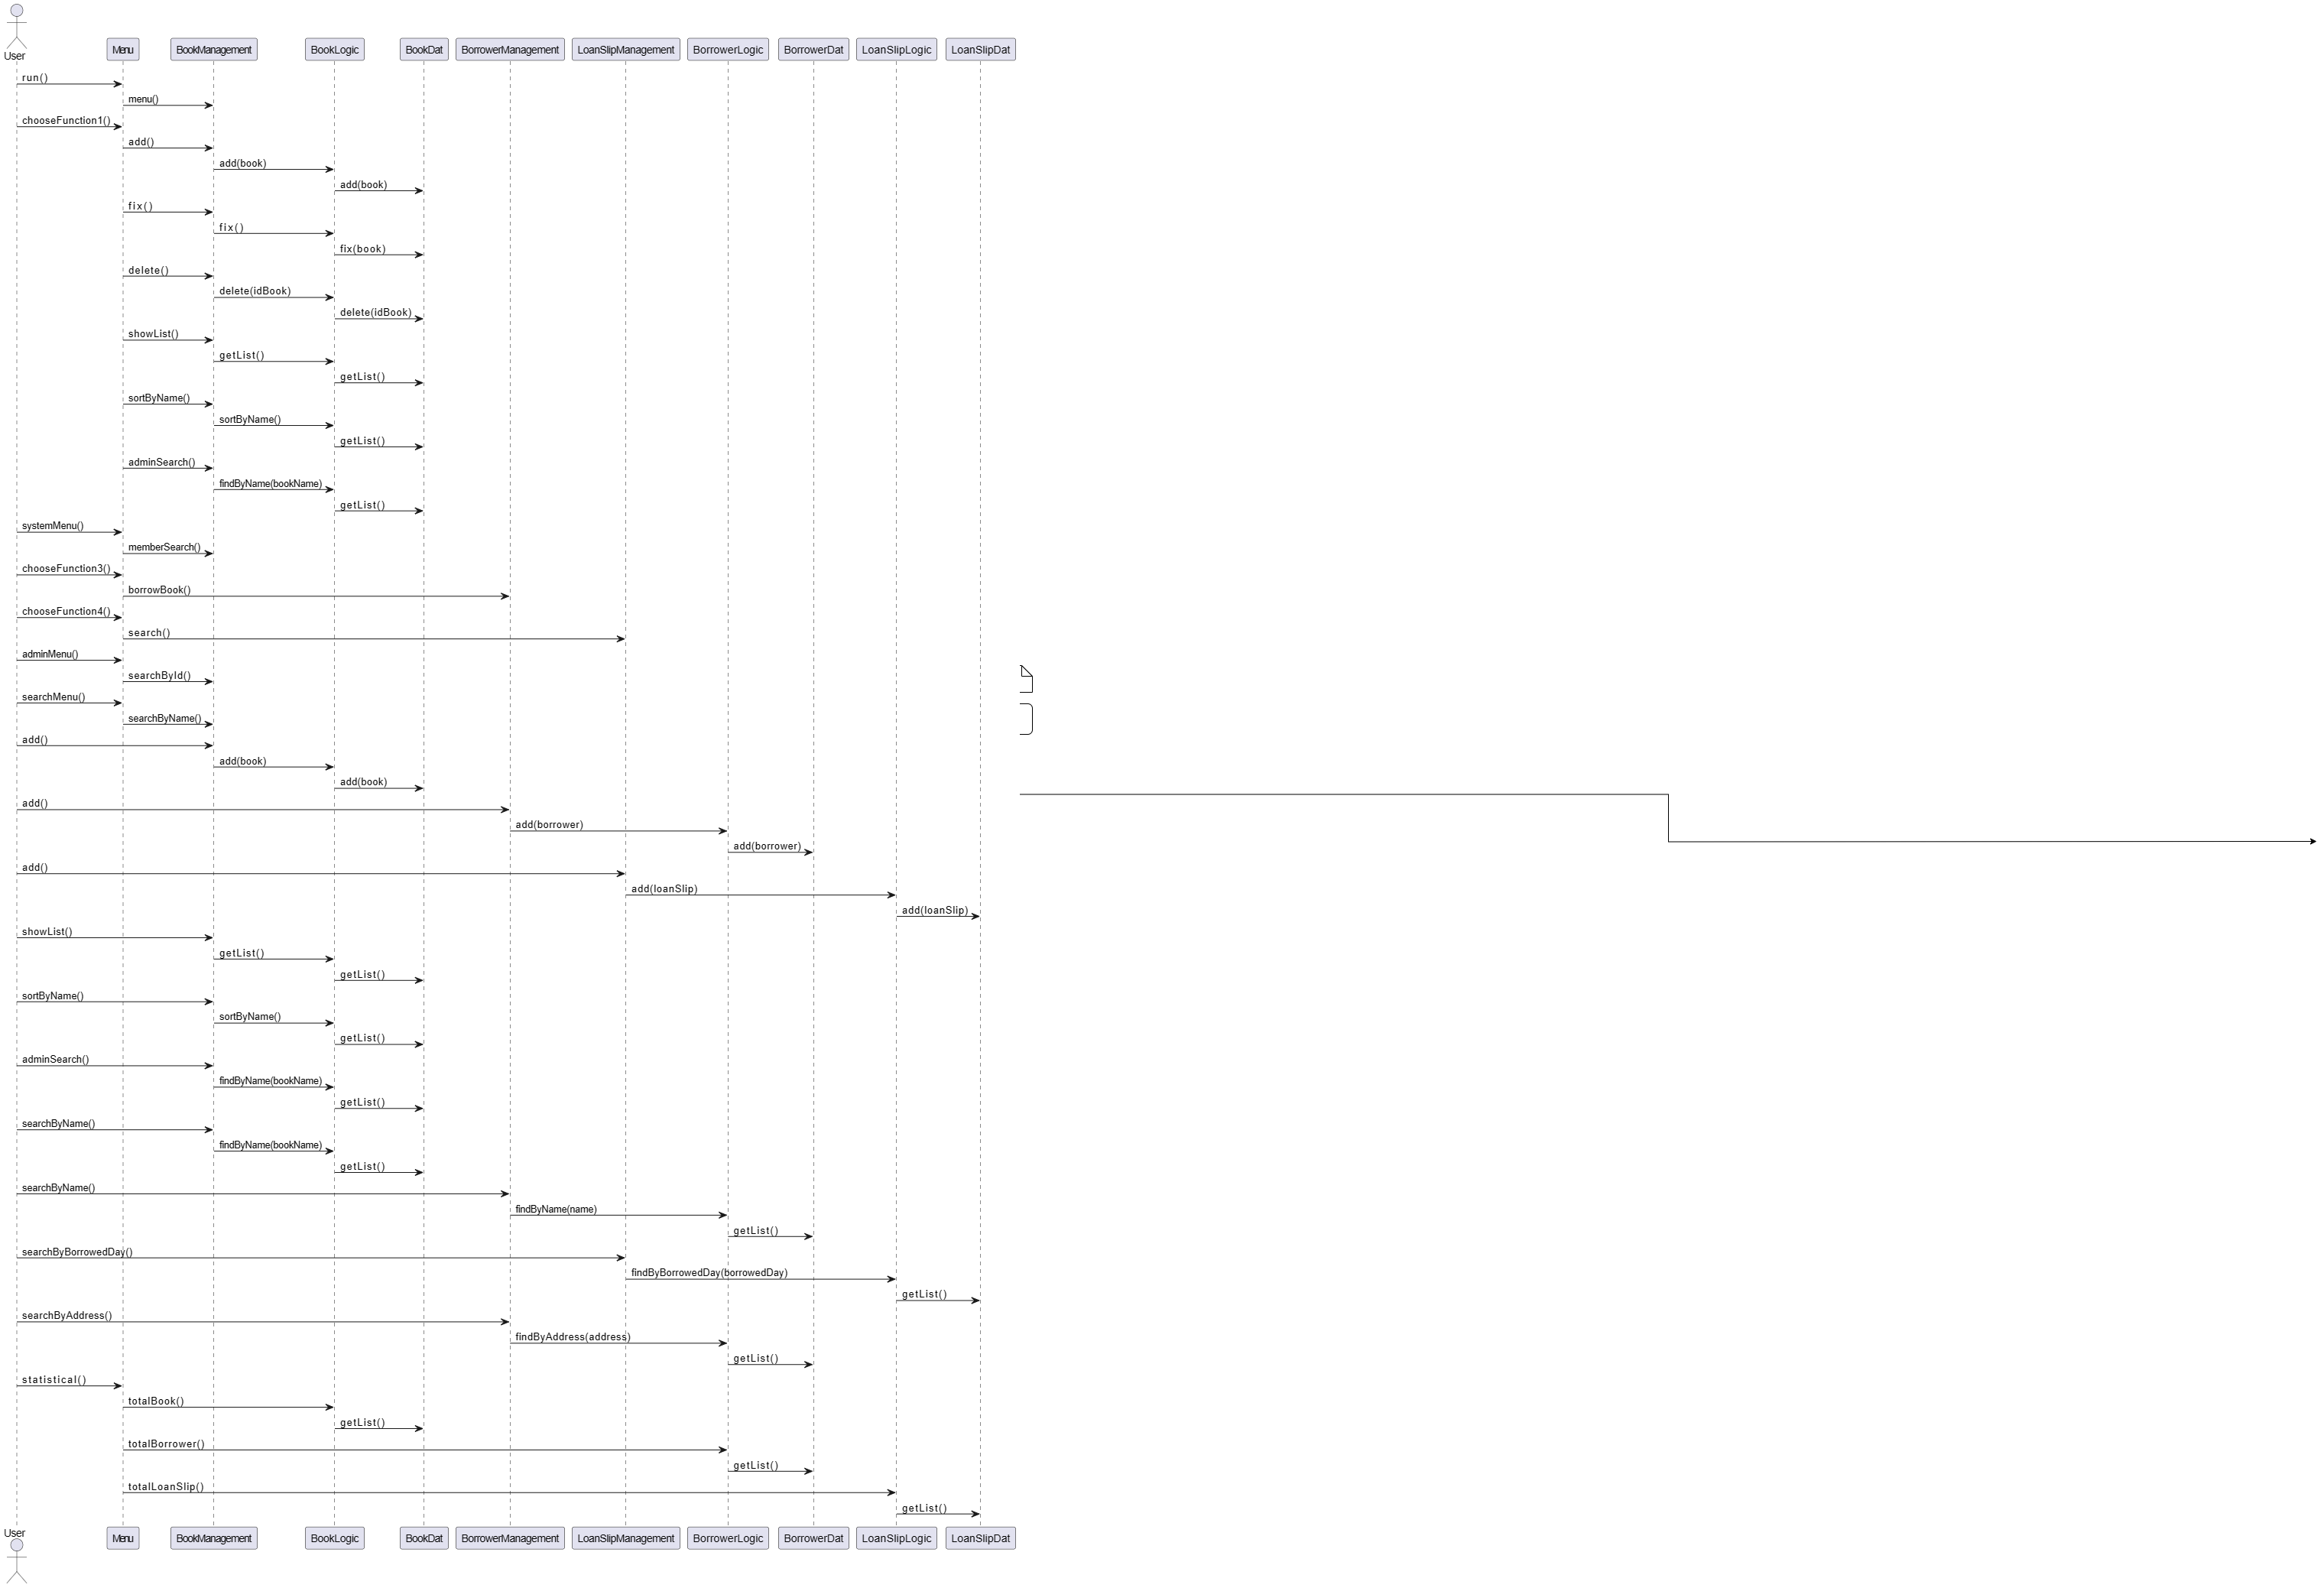 User
Menu
BookManagement
BookLogic
BookDat
BorrowerManagement
LoanSlipManagement
BorrowerLogic
BorrowerDat
LoanSlipLogic
LoanSlipDat
run()
menu()
chooseFunction1()
add()
add(book)
add(book)
fix()
fix()
fix(book)
delete()
delete(idBook)
delete(idBook)
showList()
getList()
getList()
sortByName()
sortByName()
getList()
adminSearch()
findByName(bookName)
getList()
systemMenu()
memberSearch()
chooseFunction3()
borrowBook()
chooseFunction4()
search()
adminMenu()
searchById()
searchMenu()
searchByName()
add()
add(book)
add(book)
add()
add(borrower)
add(borrower)
add()
add(loanSlip)
add(loanSlip)
showList()
getList()
getList()
sortByName()
sortByName()
getList()
adminSearch()
findByName(bookName)
getList()
searchByName()
findByName(bookName)
getList()
searchByName()
findByName(name)
getList()
searchByBorrowedDay()
findByBorrowedDay(borrowedDay)
getList()
searchByAddress()
findByAddress(address)
getList()
statistical()
totalBook()
getList()
totalBorrower()
getList()
totalLoanSlip()
getList()
User
Menu
BookManagement
BookLogic
BookDat
BorrowerManagement
LoanSlipManagement
BorrowerLogic
BorrowerDat
LoanSlipLogic
LoanSlipDat